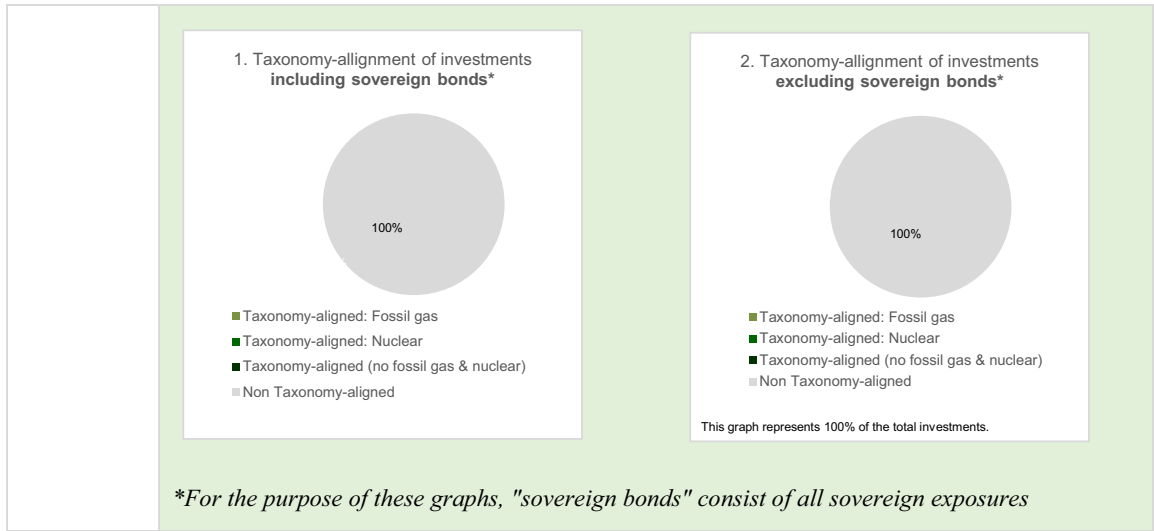 1. Taxonomy-allignment of investments
including sovereign bonds*
100%
Taxonomy-aligned: Fossil gas
Taxonomy-aligned: Nuclear
Taxonomy-aligned (no fossil gas & nuclear)
Non Taxonomy-aligned
2. Taxonomy-allignment of investments
excluding sovereign bonds*
100%
Taxonomy-aligned: Fossil gas
Taxonomy-aligned: Nuclear
Taxonomy-aligned (no fossil gas & nuclear)
Non Taxonomy-aligned
This graph represents 100% of the total investments.
*For the purpose of these graphs, "sovereign bonds" consist of all sovereign exposures